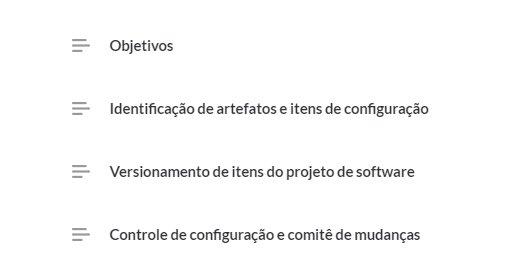 Objetivos
Identificação de artefatos e itens de configuração
Versionamento de itens do projeto de software
Controle de configuração e comitê de mudanças